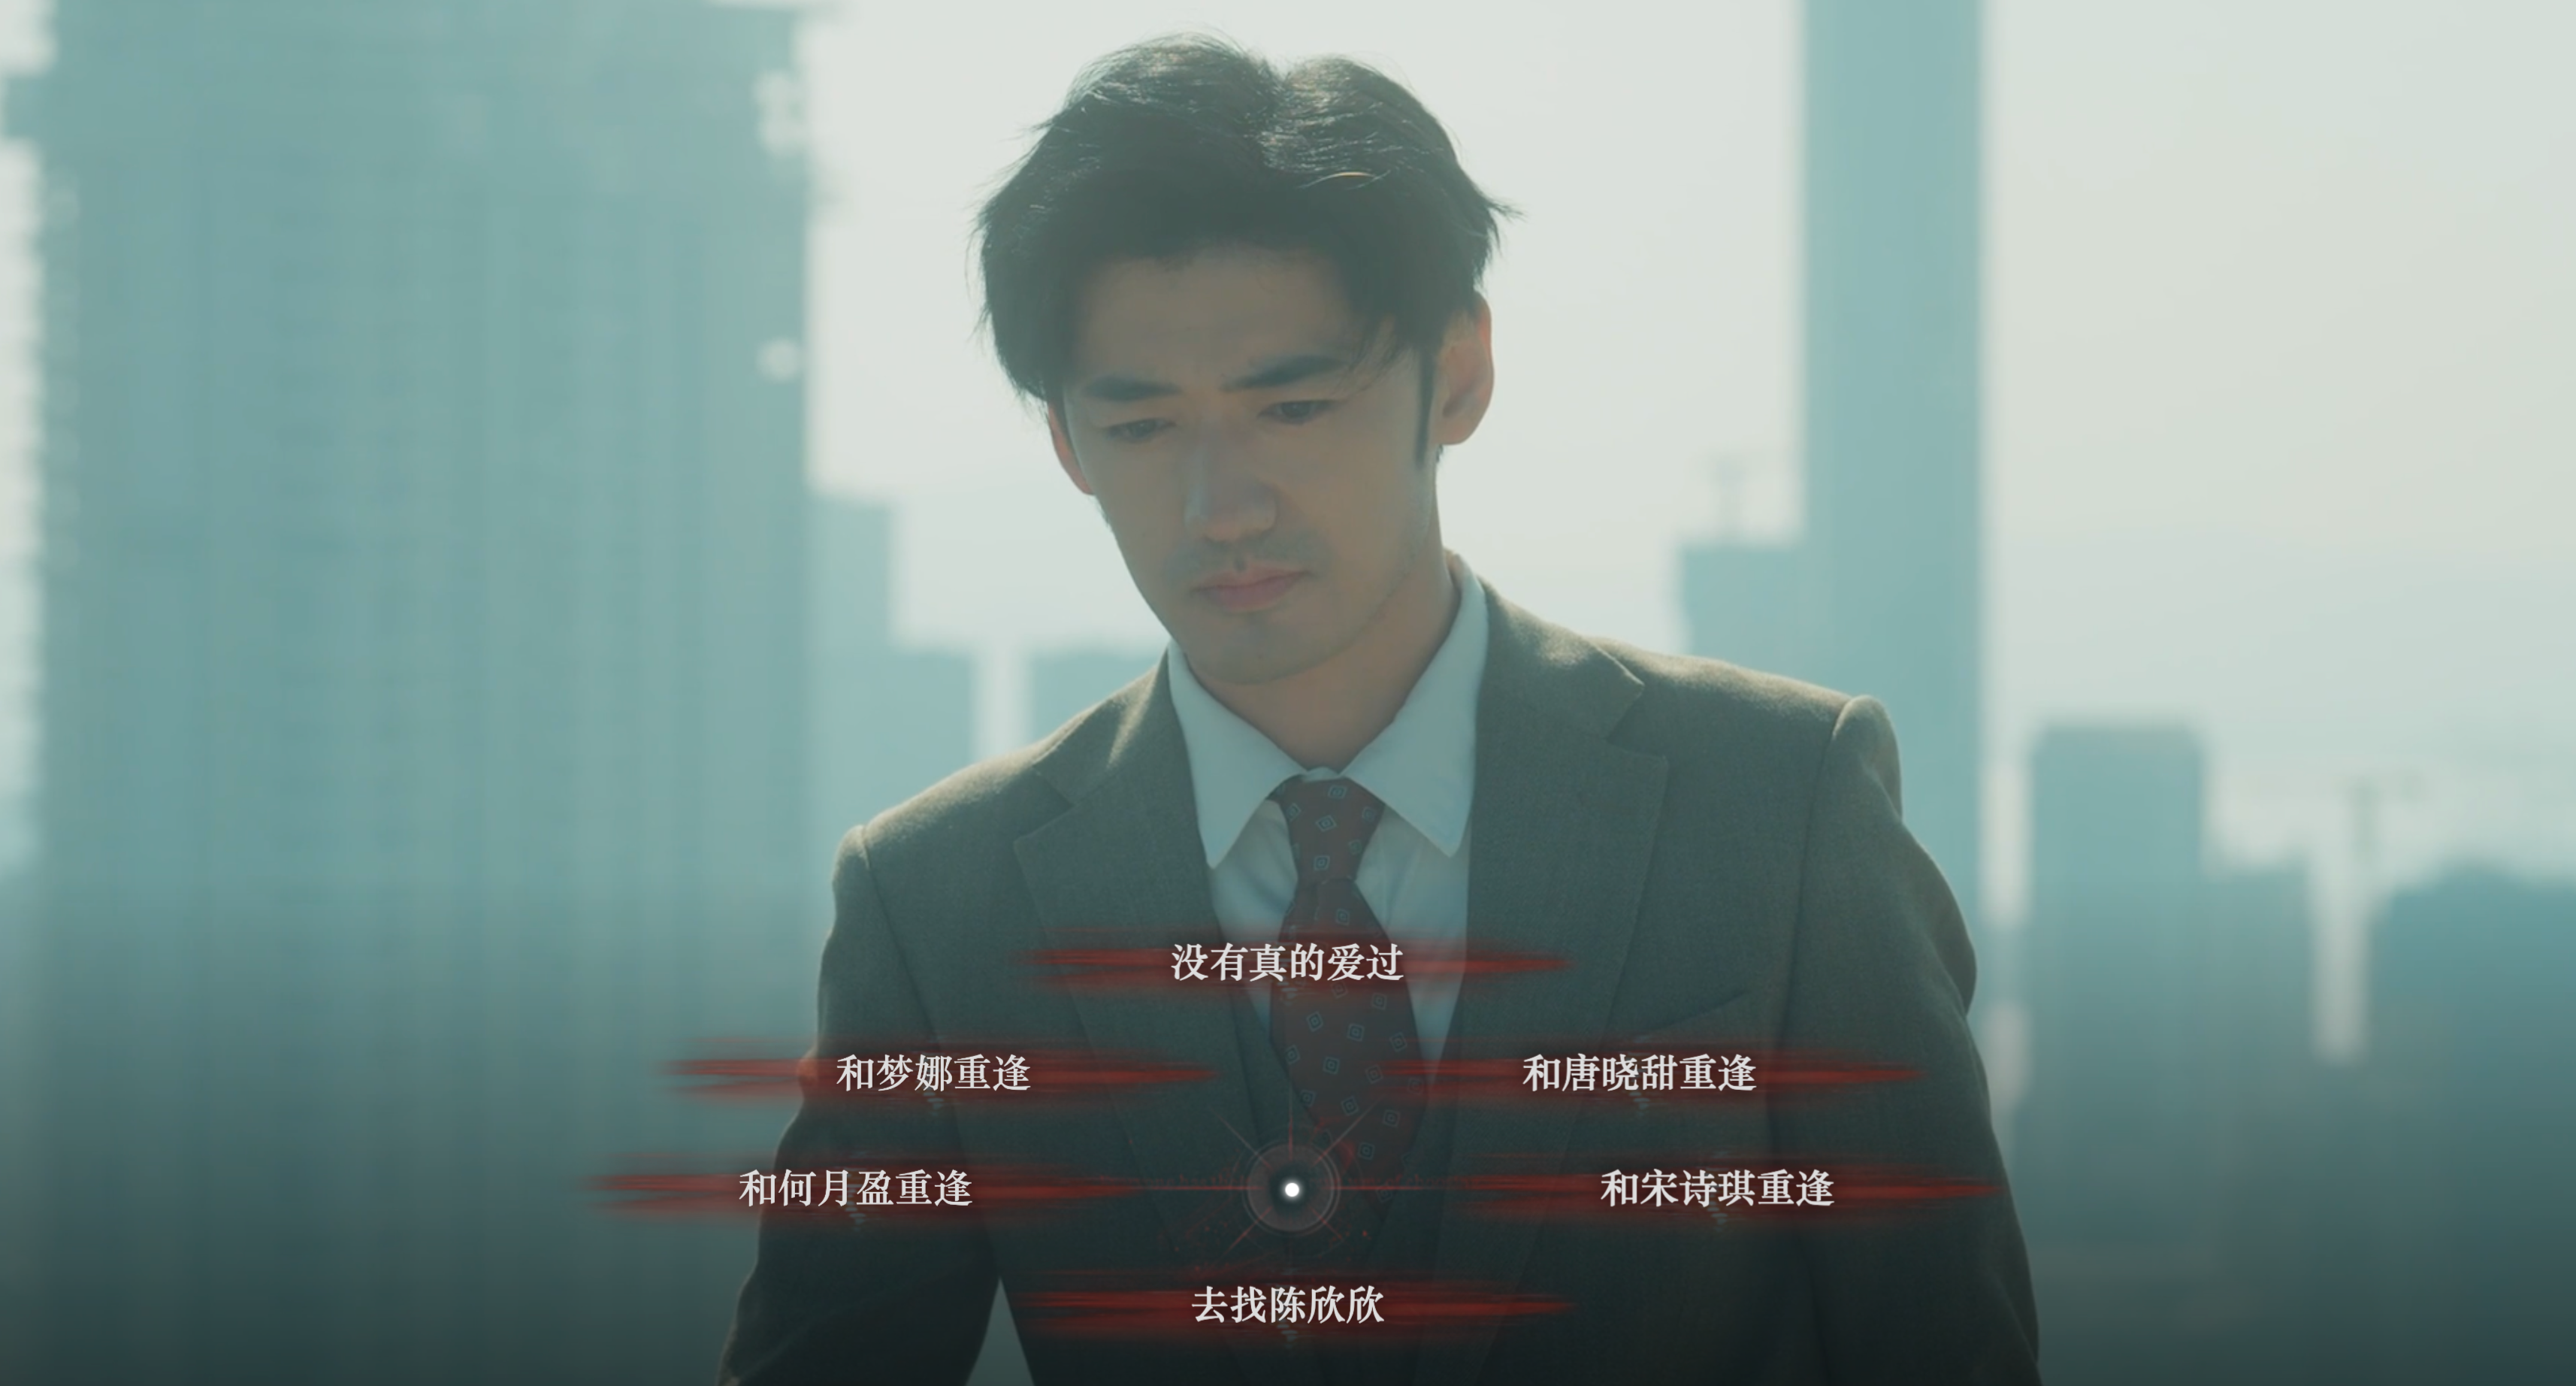 没有真的爱过
和梦娜重逢
和唐晓甜重逢
和何月盈重逢
和宋诗琪重逢
去找陈欣欣